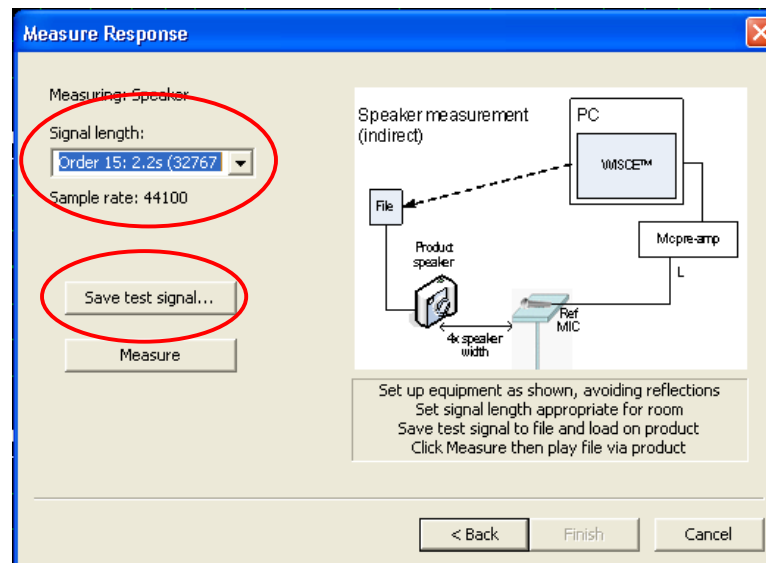 Measure Response
Measuring: Speaker
Signal length:
Order 15: 2.2s (32767
Sample rate: 44100
Save test signal...
Measure
Speaker measurement
(indirect)
PC
WISCE™
File
Mcpre-amp
Product
speaker
L
Ref
MIC
4x speaker
width
Set up equipment as shown, avoiding reflections
Set signal length appropriate for room
Save test signal to file and load on product
Click Measure then play file via product
< Back
Finish
Cancel